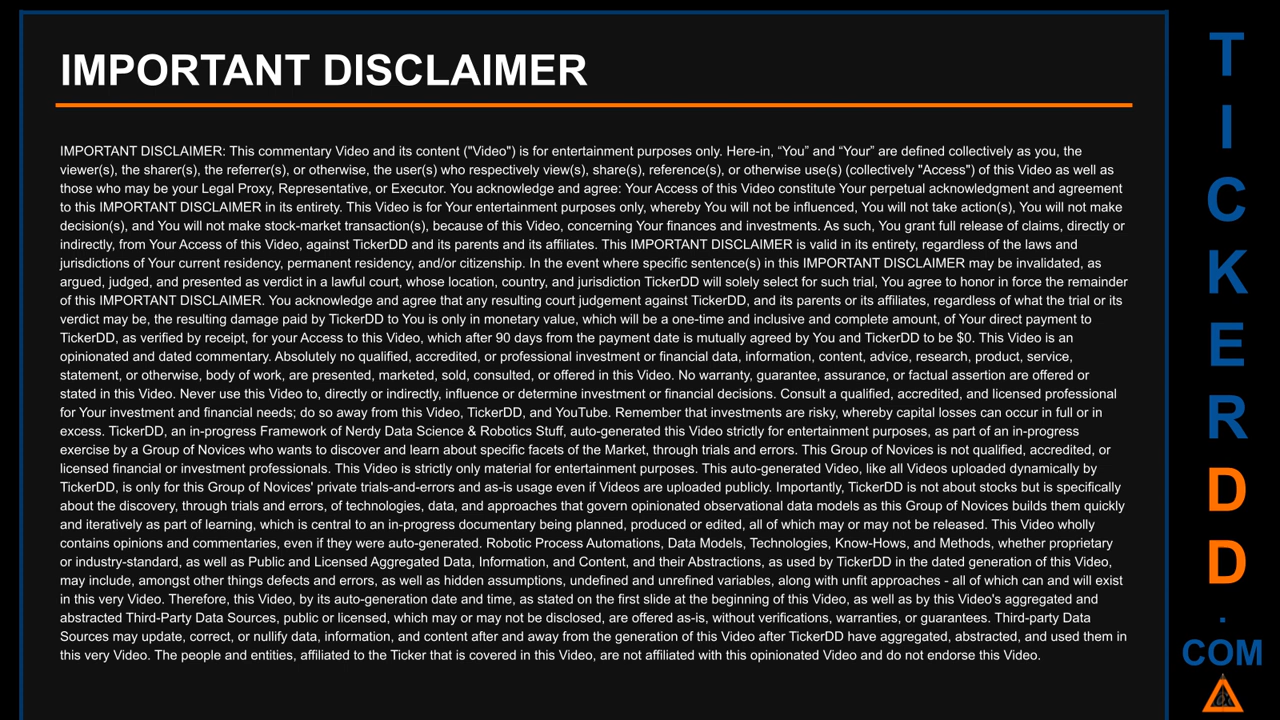 IMPORTANT DISCLAIMER
IMPORTANT DISCLAIMER: This commentary Video and its content ("Video") is for entertainment purposes only. Here-in, “You” and “Your” are defined collectively as you, the
viewer(s), the sharer(s), the referrer(s), or otherwise, the user(s) who respectively view(s), share(s), reference(s), or otherwise use(s) (collectively "Access") of this Video as well as
those who may be your Legal Proxy, Representative, or Executor. You acknowledge and agree: Your Access of this Video constitute Your perpetual acknowledgment and agreement
to this IMPORTANT DISCLAIMER in its entirety. This Video is for Your entertainment purposes only, whereby You will not be influenced, You will not take action(s), You will not make
decision(s), and You will not make stock-market transaction(s), because of this Video, concerning Your finances and investments. As such, You grant full release of claims, directly or
indirectly, from Your Access of this Video, against TickerDD and its parents and its affiliates. This IMPORTANT DISCLAIMER is valid in its entirety, regardless of the laws and
jurisdictions of Your current residency, permanent residency, and/or citizenship. In the event where specific sentence(s) in this IMPORTANT DISCLAIMER may be invalidated, as
argued, judged, and presented as verdict in a lawful court, whose location, country, and jurisdiction TickerDD will solely select for such trial, You agree to honor in force the remainder
of this IMPORTANT DISCLAIMER. You acknowledge and agree that any resulting court judgement against TickerDD, and its parents or its affiliates, regardless of what the trial or its
verdict may be, the resulting damage paid by TickerDD to You is only in monetary value, which will be a one-time and inclusive and complete amount, of Your direct payment to
TickerDD, as verified by receipt, for your Access to this Video, which after 90 days from the payment date is mutually agreed by You and TickerDD to be $0. This Video is an
opinionated and dated commentary. Absolutely no qualified, accredited, or professional investment or financial data, information, content, advice, research, product, service,
statement, or otherwise, body of work, are presented, marketed, sold, consulted, or offered in this Video. No warranty, guarantee, assurance, or factual assertion are offered or
stated in this Video. Never use this Video to, directly or indirectly, influence or determine investment or financial decisions. Consult a qualified, accredited, and licensed professional
for Your investment and financial needs; do so away from this Video, TickerDD, and YouTube. Remember that investments are risky, whereby capital losses can occur in full or in
excess. TickerDD, an in-progress Framework of Nerdy Data Science & Robotics Stuff, auto-generated this Video strictly for entertainment purposes, as part of an in-progress
exercise by a Group of Novices who wants to discover and learn about specific facets of the Market, through trials and errors. This Group of Novices is not qualified, accredited, or
licensed financial or investment professionals. This Video is strictly only material for entertainment purposes. This auto-generated Video, like all Videos uploaded dynamically by
TickerDD, is only for this Group of Novices' private trials-and-errors and as-is usage even if Videos are uploaded publicly. Importantly, TickerDD is not about stocks but is specifically
about the discovery, through trials and errors, of technologies, data, and approaches that govern opinionated observational data models as this Group of Novices builds them quickly
and iteratively as part of learning, which is central to an in-progress documentary being planned, produced or edited, all of which may or may not be released. This Video wholly
contains opinions and commentaries, even if they were auto-generated. Robotic Process Automations, Data Models, Technologies, Know-Hows, and Methods, whether proprietary
or industry-standard, as well as Public and Licensed Aggregated Data, Information, and Content, and their Abstractions, as used by TickerDD in the dated generation of this Video,
may include, amongst other things defects and errors, as well as hidden assumptions, undefined and unrefined variables, along with unfit approaches - all of which can and will exist
in this very Video. Therefore, this Video, by its auto-generation date and time, as stated on the first slide at the beginning of this Video, as well as by this Video's aggregated and
abstracted Third-Party Data Sources, public or licensed, which may or may not be disclosed, are offered as-is, without verifications, warranties, or guarantees. Third-party Data
Sources may update, correct, or nullify data, information, and content after and away from the generation of this Video after TickerDD have aggregated, abstracted, and used them in
this very Video. The people and entities, affiliated to the Ticker that is covered in this Video, are not affiliated with this opinionated Video and do not endorse this Video.
T
I
C
K
E
R
D
D
.
COM